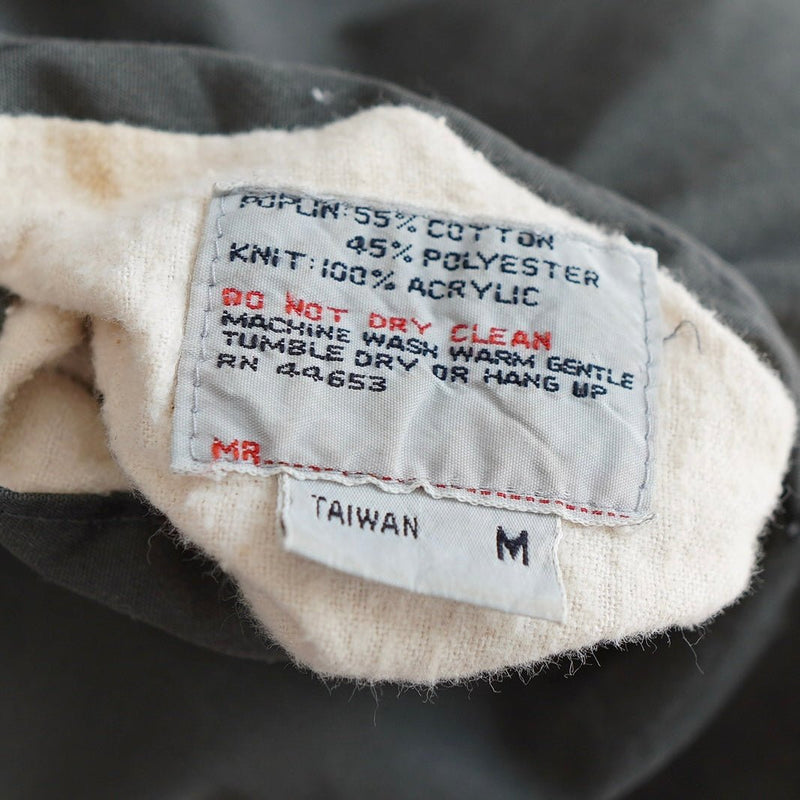 POPLIN: 55% COTTON
45% POLYESTER
KNIT: 100% ACRYLIC
DO NOT DRY CLEAN
MACHINE WASH WARM GENTLE
TUMBLE DRY OR HANG UP
RN 44653
MR.
TAIWAN M